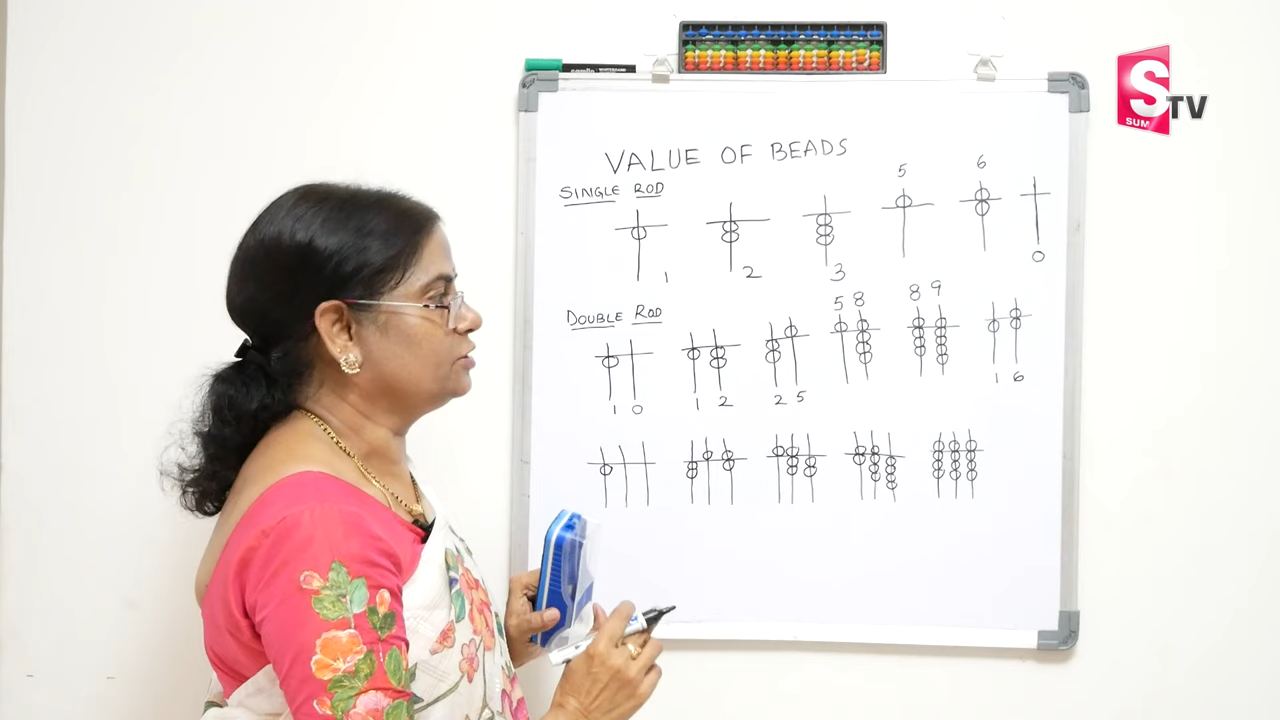 VALUE OF BEADS
SINGLE ROD
5 6
1 2 3 0
DOUBLE ROD
5 8 8 9
1 0 1 2 2 5 1 6
S TV
SUM